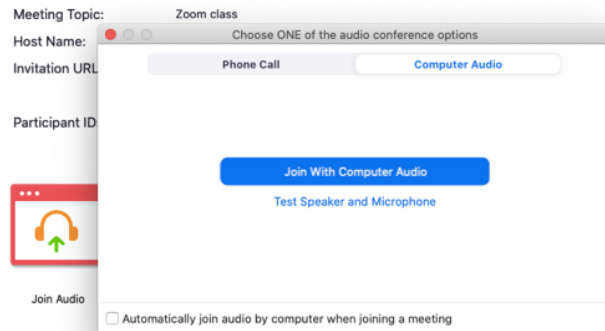 Meeting Topic: Zoom class
Host Name:
Choose ONE of the audio conference options
Invitation URL
Phone Call Computer Audio
Participant ID
Join With Computer Audio
Test Speaker and Microphone
Join Audio
Automatically join audio by computer when joining a meeting